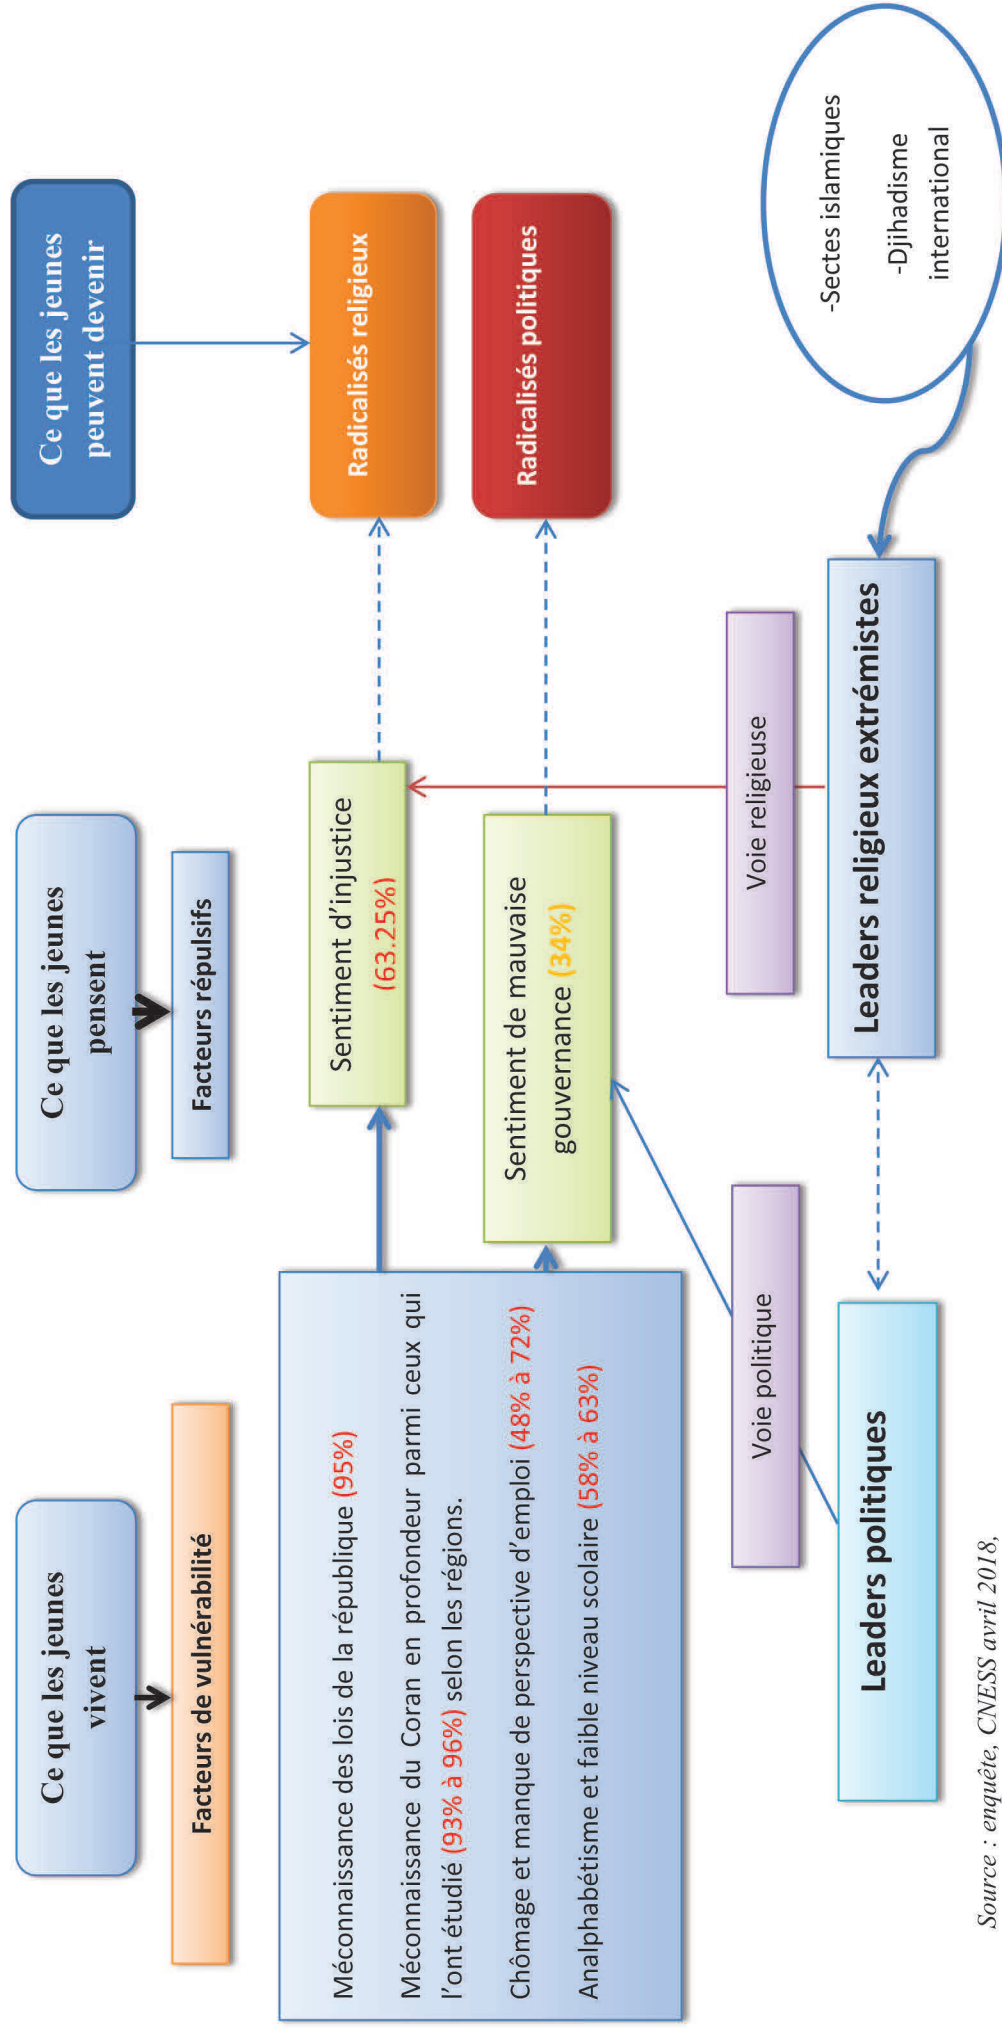 Ce que les jeunes
vivent
Facteurs de vulnérabilité
Ce que les jeunes
pensent
Facteurs répulsifs
Ce que les jeunes
peuvent devenir
Méconnaissance des lois de la république (95%)
Méconnaissance du Coran en profondeur parmi ceux qui
l'ont étudié (93% à 96%) selon les régions.
Chômage et manque de perspective d'emploi (48% à 72%)
Analphabétisme et faible niveau scolaire (58% à 63%)
Sentiment d'injustice
(63.25%)
Sentiment de mauvaise
gouvernance (34%)
Radicalisés religieux
Radicalisés politiques
Voie politique
Voie religieuse
Leaders politiques
Leaders religieux extrémistes
-Sectes islamiques
-Djihadisme
international
Source : enquête, CNESS avril 2018,